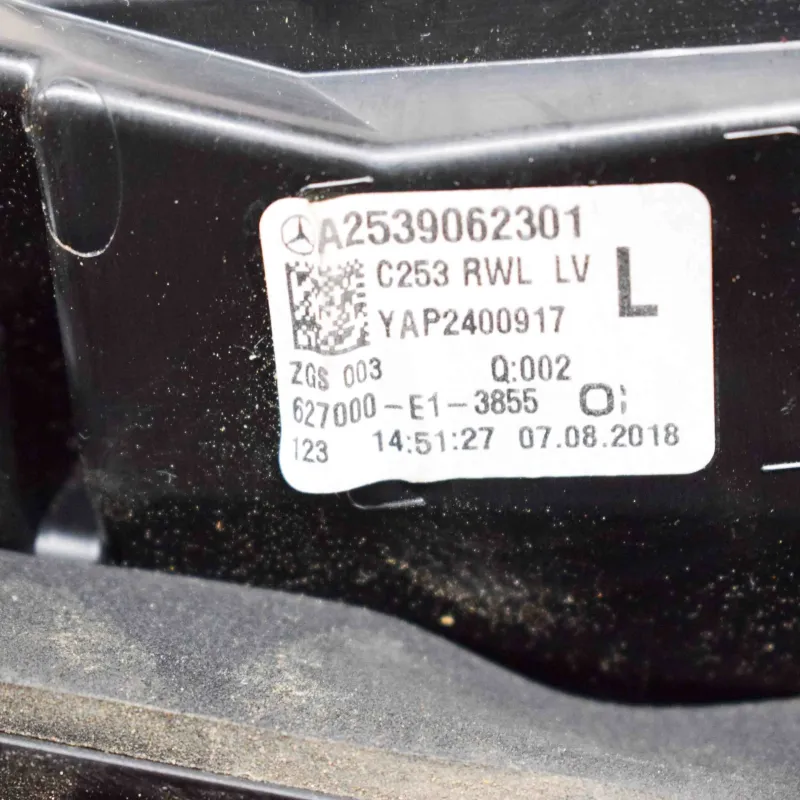 A2539062301
C253 RWL LV L
YAP2400917
ZGS 003 Q:002
627000-E1-3855
123 14:51:27 07.08.2018